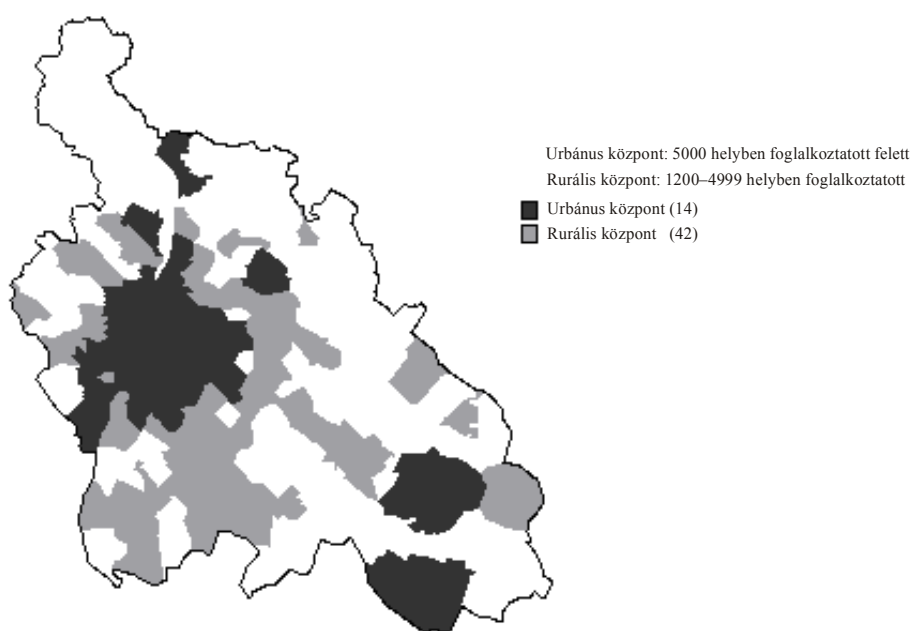 Urbánus központ: 5000 helyben foglalkoztatott felett
Rurális központ: 1200–4999 helyben foglalkoztatott
Urbánus központ (14)
Rurális központ (42)